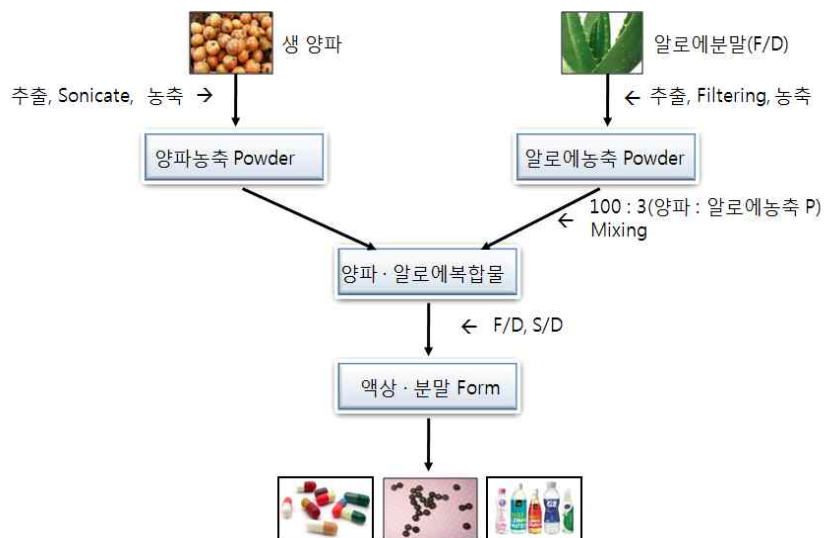 생 양파
알로에분말(F/D)
추출, Sonicate, 농축 →
← 추출, Filtering, 농축
양파농축 Powder
알로에농축 Powder
← 100 : 3(양파 : 알로에농축 P)
Mixing
양파 · 알로에복합물
← F/D, S/D
액상 · 분말 Form